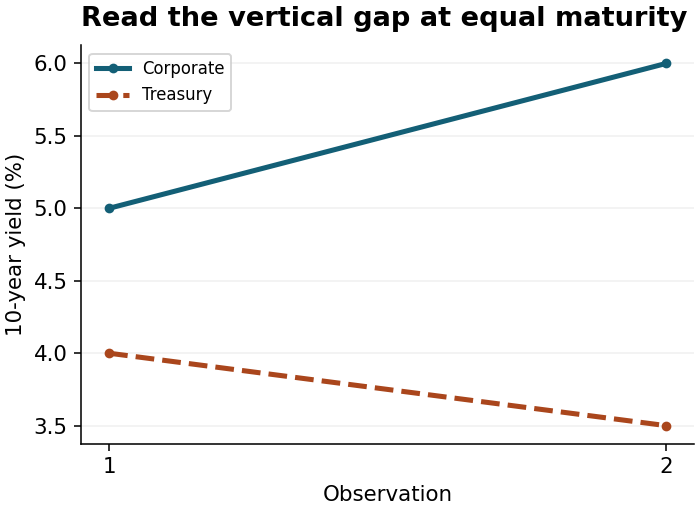 Read the vertical gap at equal maturity
Corporate
Treasury
10-year yield (%)
6.0
5.5
5.0
4.5
4.0
3.5
1
2
Observation